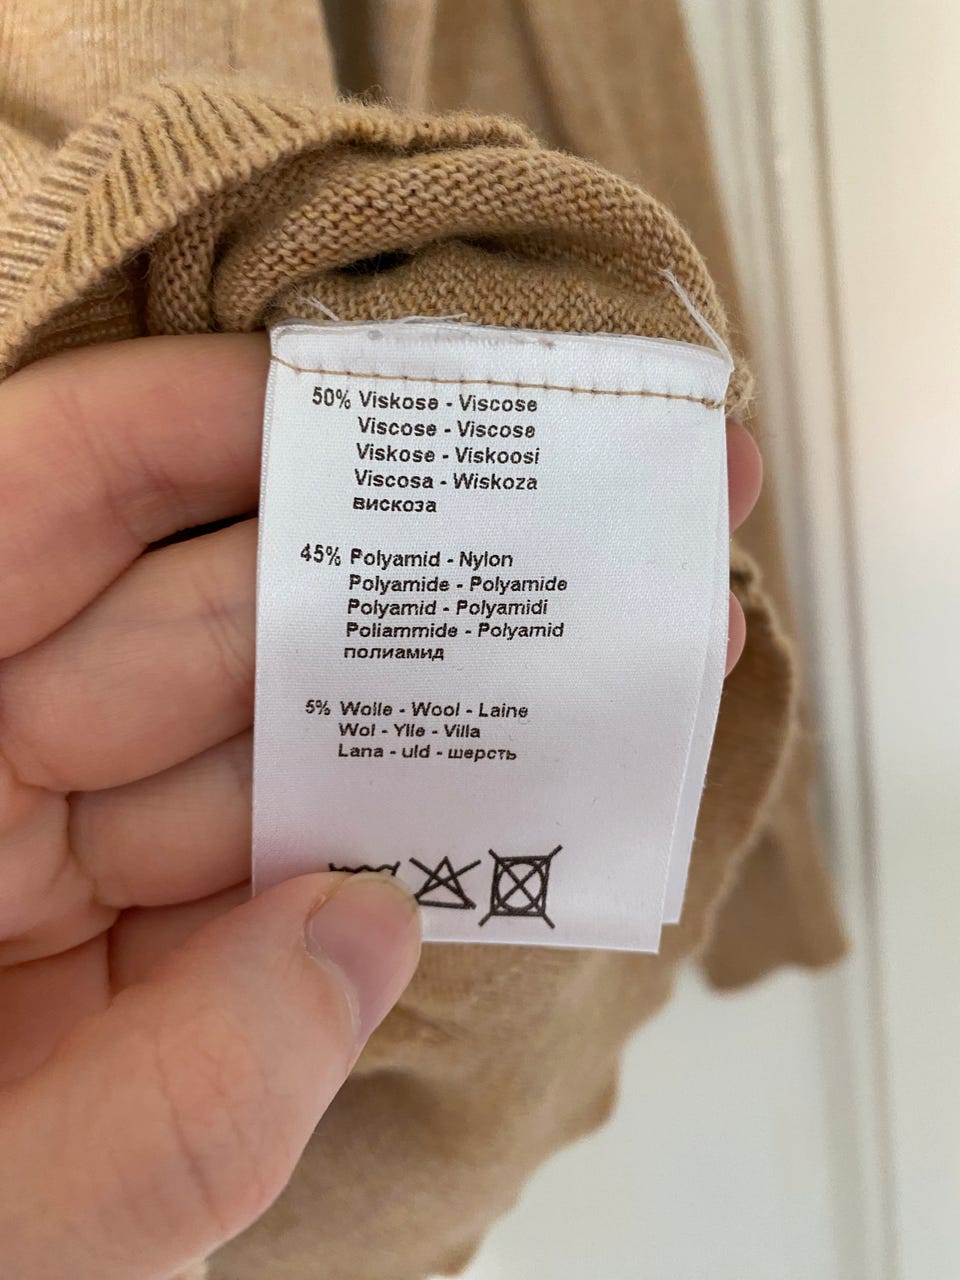 50% Viskose - Viscose
Viscose - Viscose
Viskose - Viskoosi
Viscosa - Wiskoza
вискоза
45% Polyamid - Nylon
Polyamide - Polyamide
Polyamid - Polyamidi
Poliammide - Polyamid
полиамид
5% Wolle - Wool - Laine
Wol - Ylle - Villa
Lana - uld - шерсть